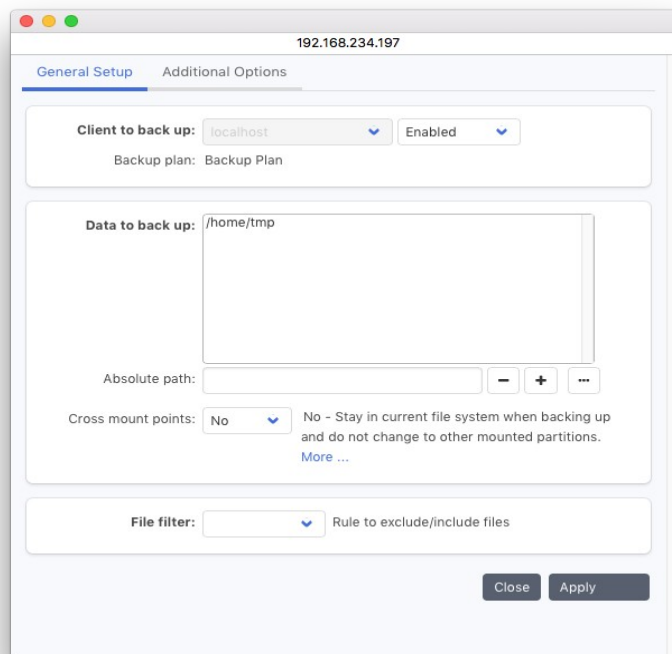 192.168.234.197
General Setup Additional Options
Client to back up: localhost Enabled
Backup plan: Backup Plan
Data to back up: /home/tmp
Absolute path: − + ...
Cross mount points: No No - Stay in current file system when backing up
and do not change to other mounted partitions.
More ...
File filter: Rule to exclude/include files
Close Apply